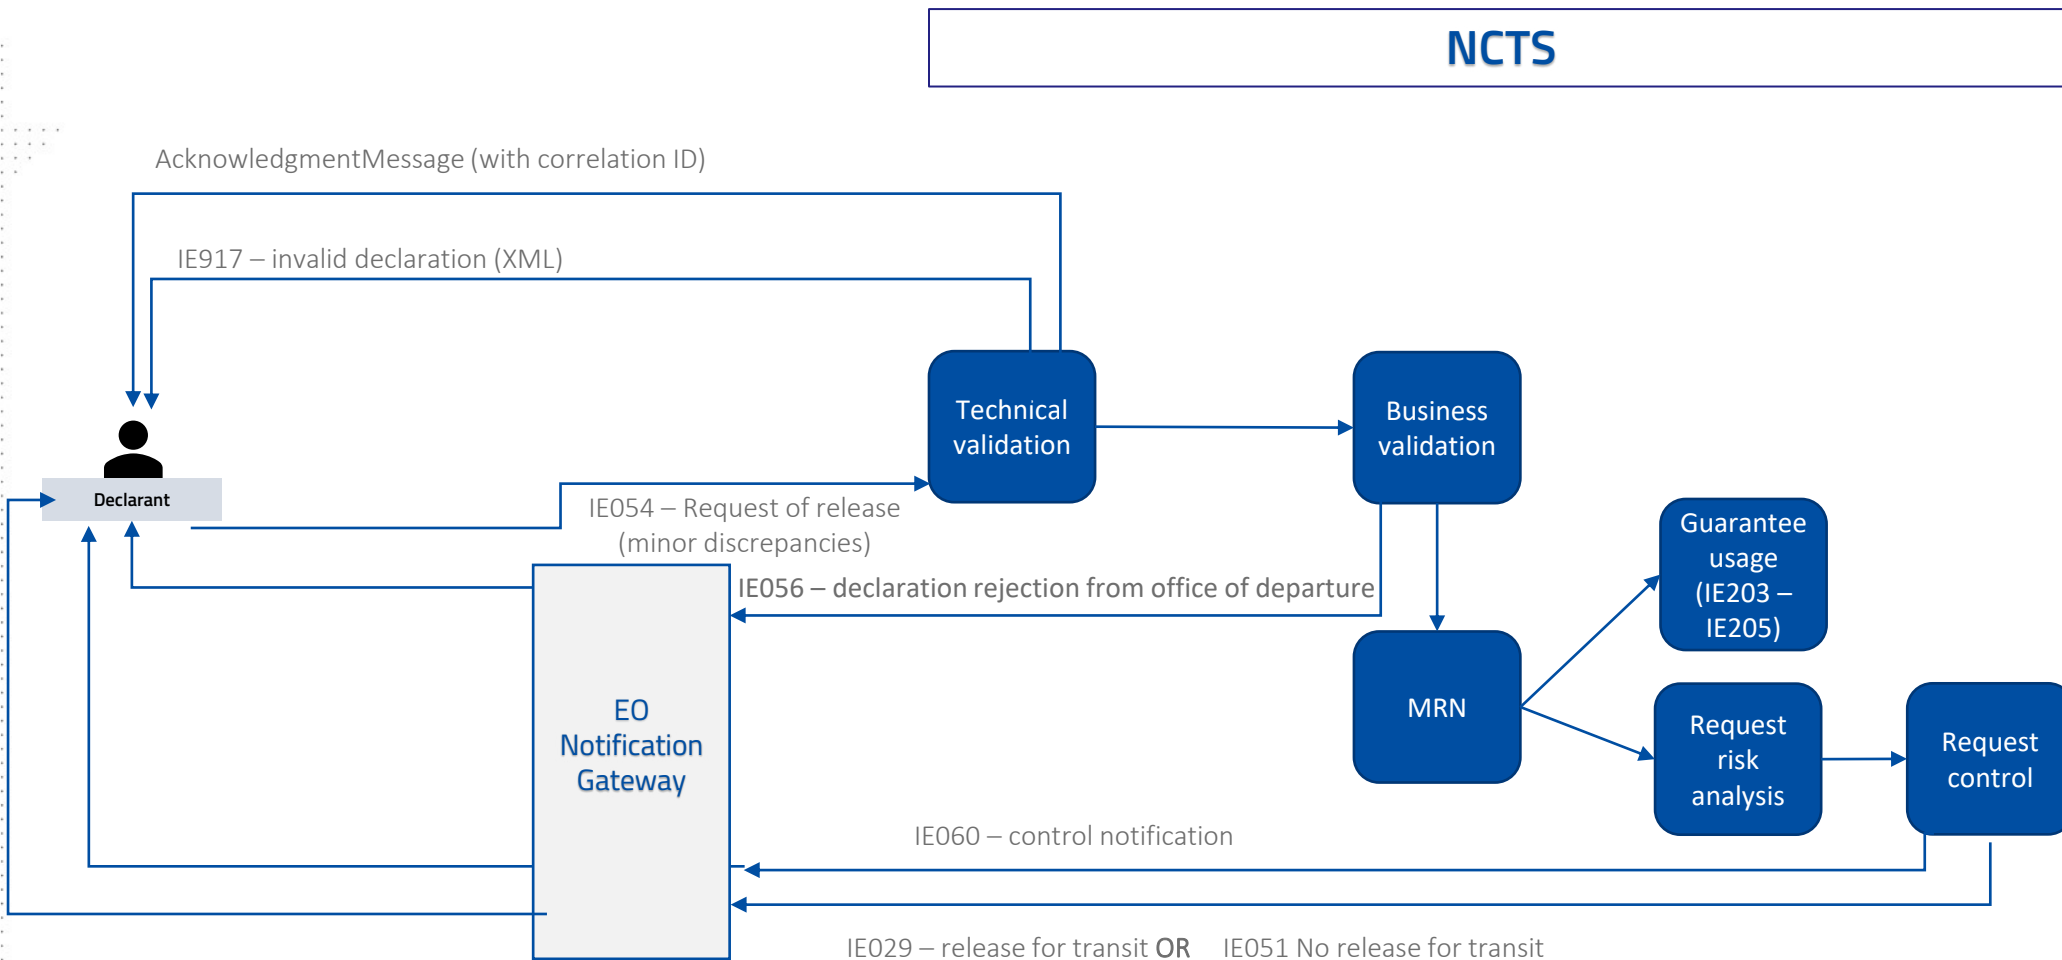 NCTS
AcknowledgmentMessage (with correlation ID)
IE917 – invalid declaration (XML)
Technical
validation
Business
validation
Declarant
IE054 – Request of release
(minor discrepancies)
Guarantee
usage
(IE203 –
IE205)
IE056 – declaration rejection from office of departure
EO
Notification
Gateway
MRN
Request
risk
analysis
Request
control
IE060 – control notification
IE029 – release for transit OR IE051 No release for transit